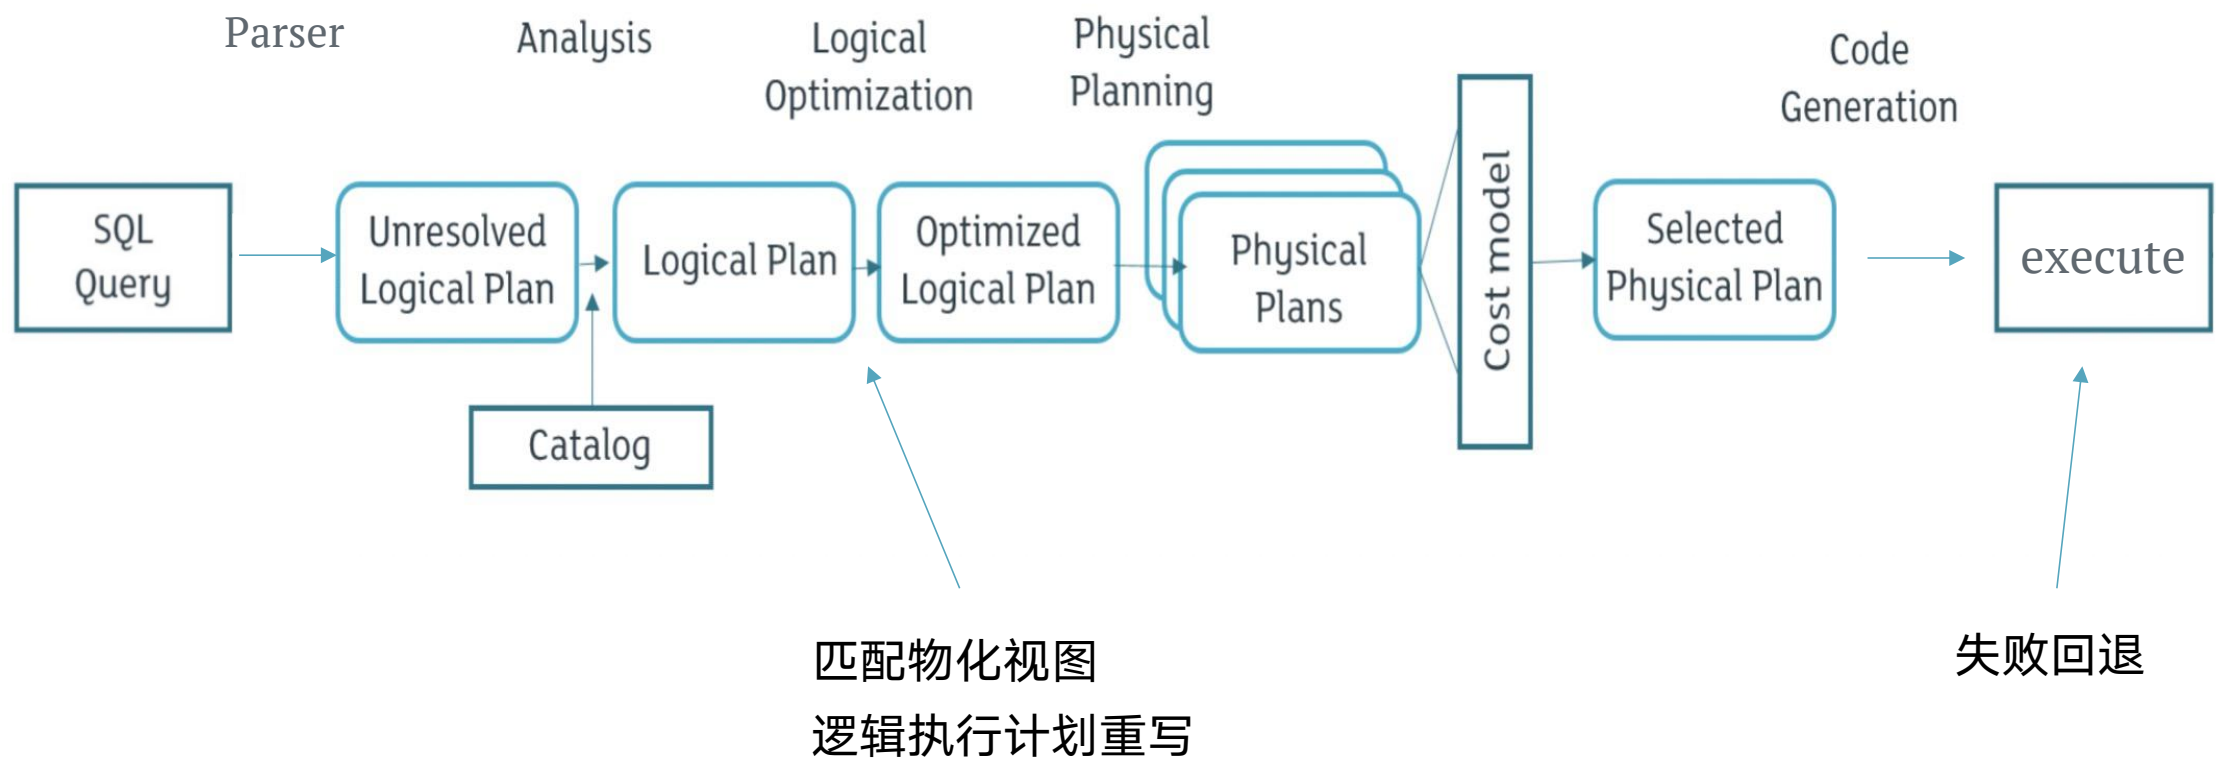 Parser
Analysis
Logical
Optimization
Physical
Planning
Code
Generation
SQL
Query
Unresolved
Logical Plan
Logical Plan
Optimized
Logical Plan
Physical
Plans
Cost model
Selected
Physical Plan
execute
Catalog
匹配物化视图
逻辑执行计划重写
失败回退